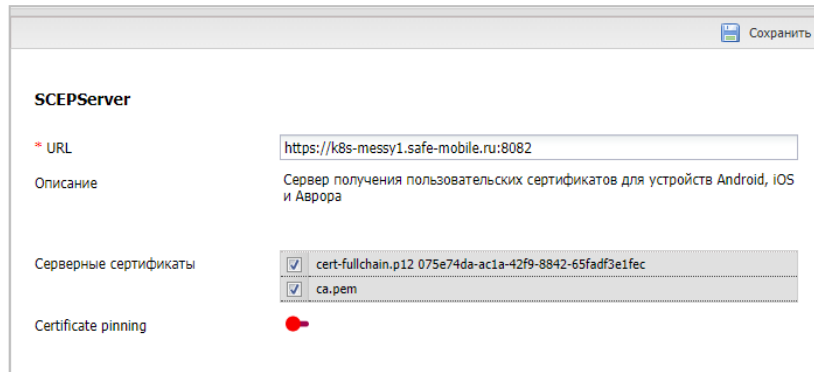 Сохранить
SCEPServer
* URL
https://k8s-messy1.safe-mobile.ru:8082
Описание
Сервер получения пользовательских сертификатов для устройств Android, iOS
и Аврора
Серверные сертификаты
cert-fullchain.p12 075e74da-ac1a-42f9-8842-65fadf3e1fec
ca.pem
Certificate pinning